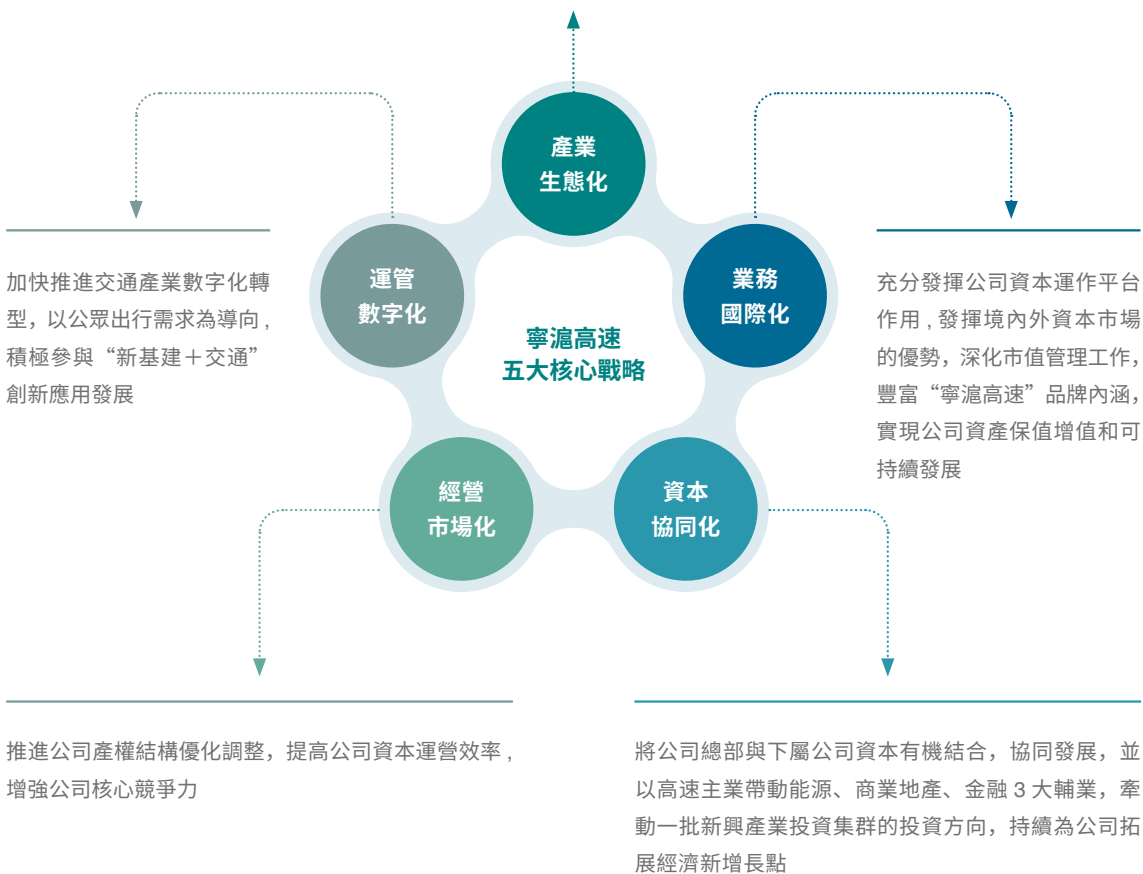 產業
生態化
運管
數字化
業務
國際化
寧滬高速
五大核心戰略
經營
市場化
資本
協同化
加快推進交通產業數字化轉
型，以公眾出行需求為導向，
積極參與“新基建＋交通”
創新應用發展
充分發揮公司資本運作平台
作用，發揮境內外資本市場
的優勢，深化市值管理工作，
豐富“寧滬高速”品牌內涵，
實現公司資產保值增值和可
持續發展
推進公司產權結構優化調整，提高公司資本運營效率，
增強公司核心競爭力
將公司總部與下屬公司資本有機結合，協同發展，並
以高速主業帶動能源、商業地產、金融 3 大輔業，牽
動一批新興產業投資集群的投資方向，持續為公司拓
展經濟新增長點